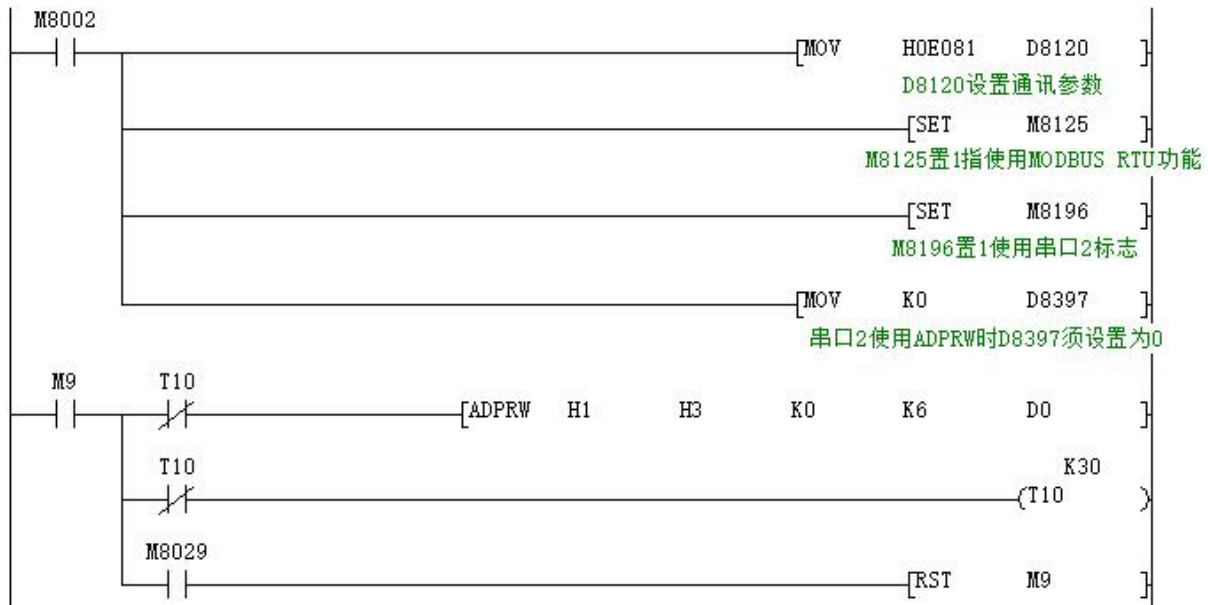 M8002
MOV H0E081 D8120
D8120设置通讯参数
SET M8125
M8125置1指使用MODBUS RTU功能
SET M8196
M8196置1使用串口2标志
MOV K0 D8397
串口2使用ADPRW时D8397须设置为0
M9 T10
ADPRW H1 H3 K0 K6 D0
T10 K30
T10
M8029
RST M9